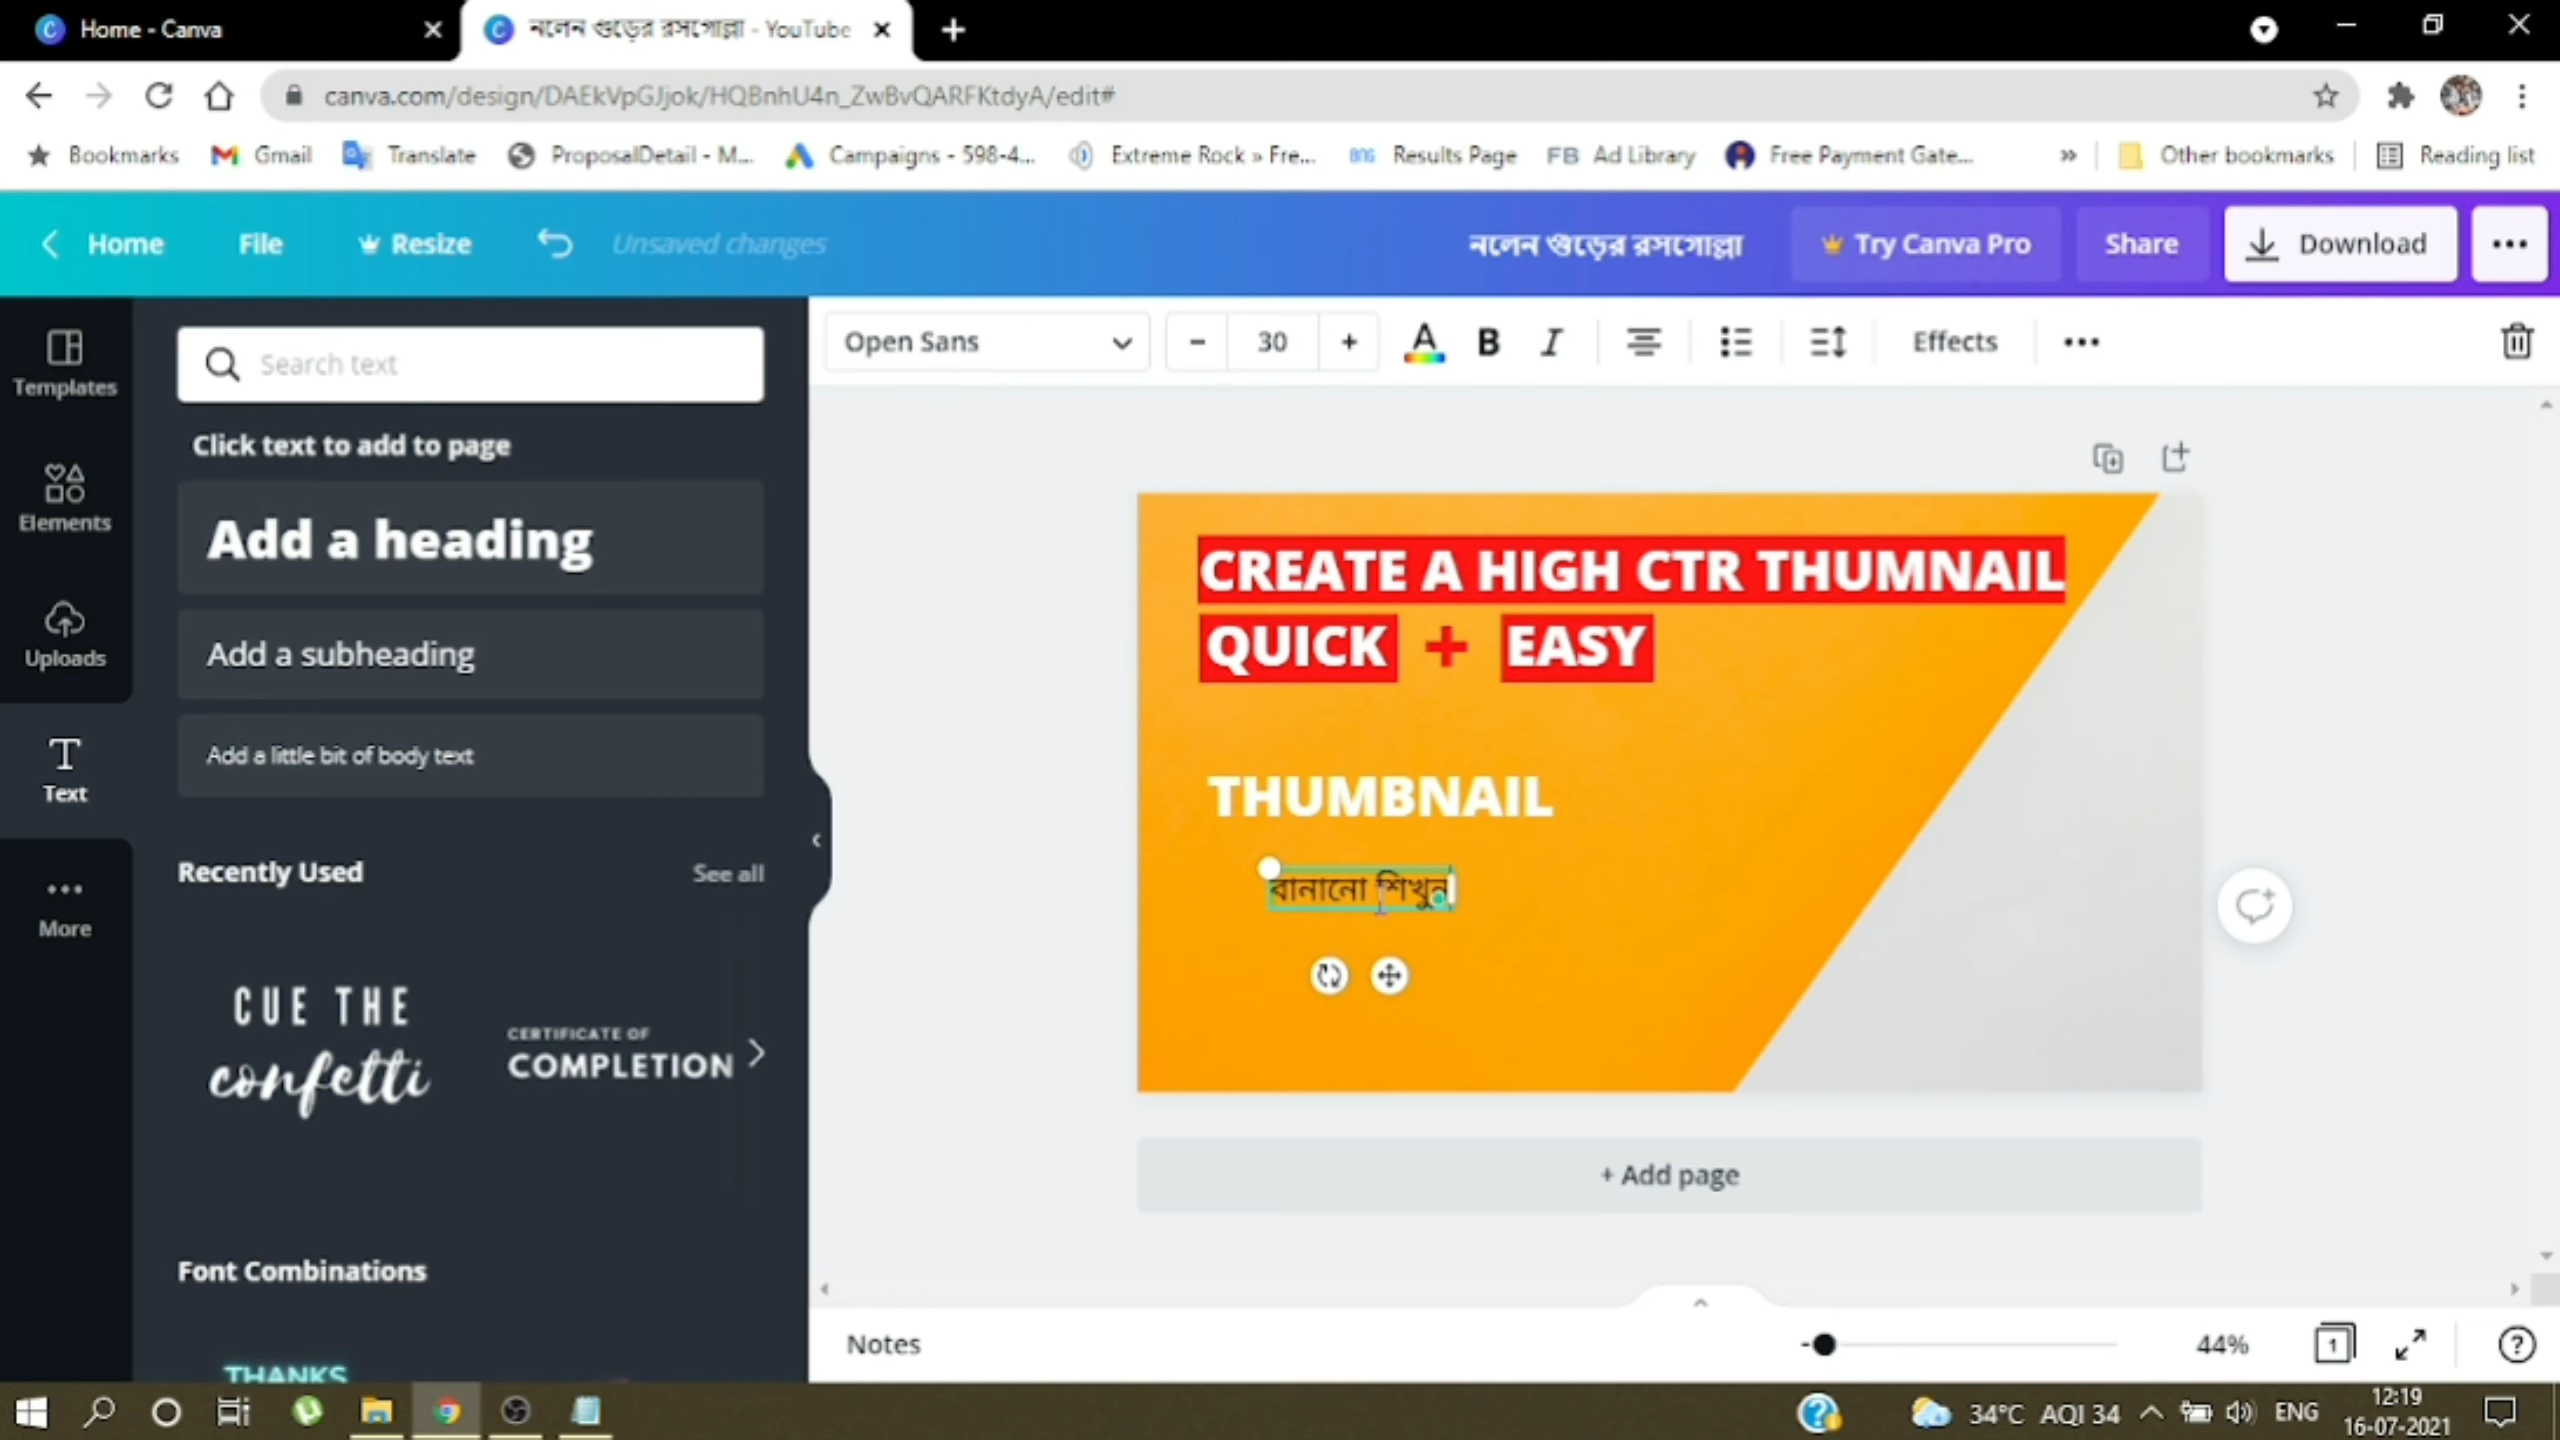 Home - Canva
নলেন গুড়ের রসগোল্লা - YouTube
canva.com/design/DAEkVpGJjok/HQBnhU4n_ZwBvQARFKtdyA/edit#
Bookmarks Gmail Translate ProposalDetail - M... Campaigns - 598-4... Extreme Rock » Fre... Results Page FB Ad Library Free Payment Gate... » Other bookmarks Reading list
Home File Resize Unsaved changes নলেন গুড়ের রসগোল্লা Try Canva Pro Share Download
Open Sans - 30 + A B I Effects
Templates
Elements
Uploads
Text
More
Search text
Click text to add to page
Add a heading
Add a subheading
Add a little bit of body text
Recently Used See all
CUE THE
confetti
CERTIFICATE OF
COMPLETION
Font Combinations
THANKS
CREATE A HIGH CTR THUMNAIL
QUICK + EASY
THUMBNAIL
বানানো শিখুন
+ Add page
Notes 44% 1
34°C AQI 34 ENG 12:19
16-07-2021